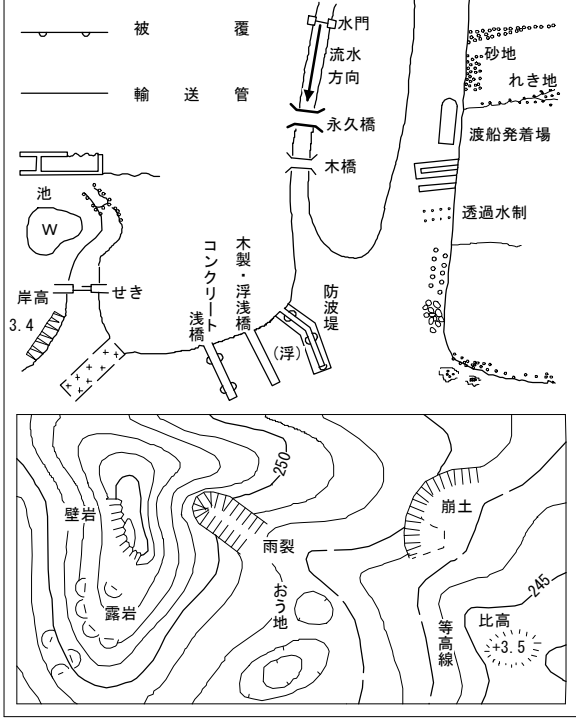 被覆
輸送管
池
W
岸高
3.4
せき
水門
流水
方向
永久橋
木橋
コンクリート
浅橋
木製・浮浅橋
防波堤
(浮)
砂地
れき地
渡船発着場
透過水制
250
壁岩
露岩
雨裂
おう地
崩土
等高線
245
比高
+3.5